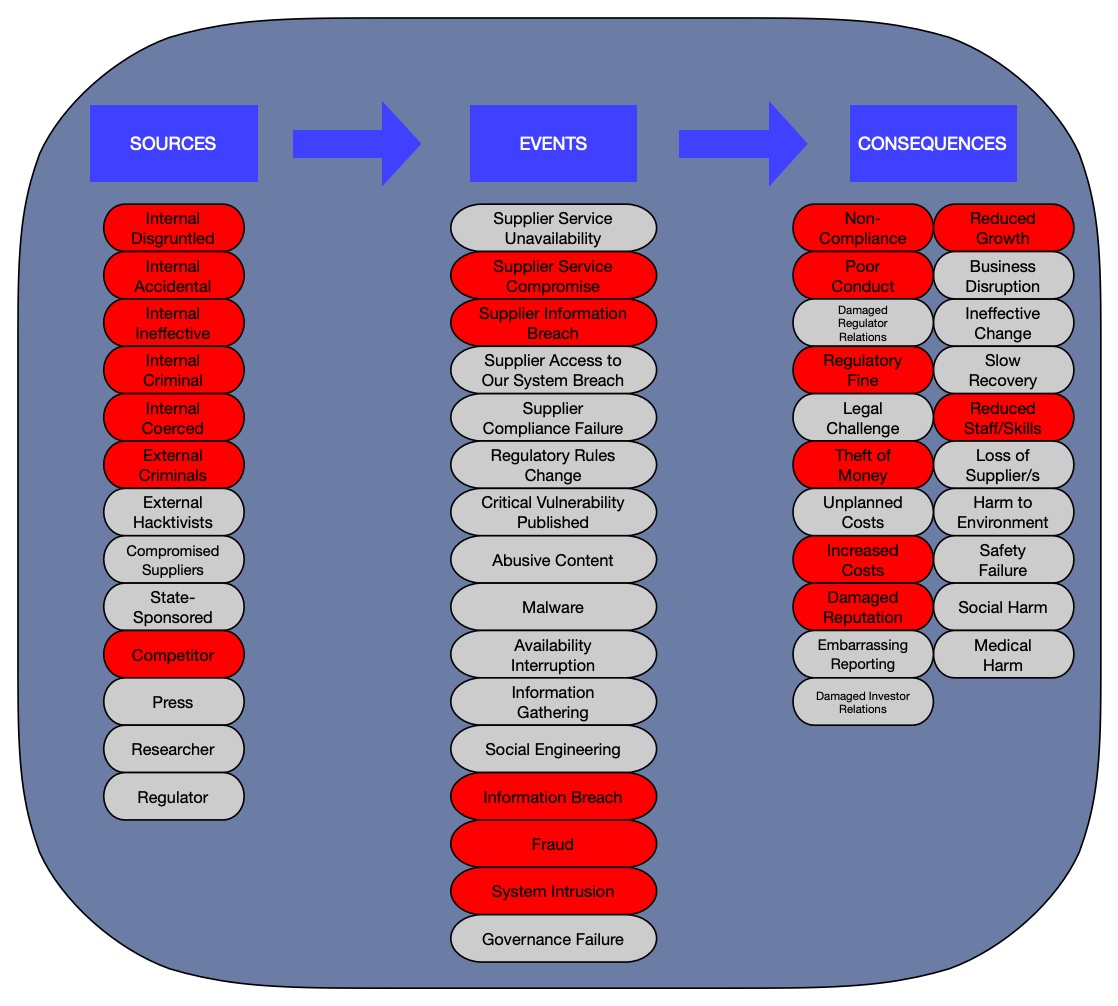 SOURCES
EVENTS
CONSEQUENCES
Internal
Disgruntled
Internal
Accidental
Internal
Ineffective
Internal
Criminal
Internal
Coerced
External
Criminals
External
Hacktivists
Compromised
Suppliers
State-
Sponsored
Competitor
Press
Researcher
Regulator
Supplier Service
Unavailability
Supplier Service
Compromise
Supplier Information
Breach
Supplier Access to
Our System Breach
Supplier
Compliance Failure
Regulatory Rules
Change
Critical Vulnerability
Published
Abusive Content
Malware
Availability
Interruption
Information
Gathering
Social Engineering
Information Breach
Fraud
System Intrusion
Governance Failure
Non-
Compliance
Poor
Conduct
Damaged
Regulator
Relations
Regulatory
Fine
Legal
Challenge
Theft of
Money
Unplanned
Costs
Increased
Costs
Damaged
Reputation
Embarrassing
Reporting
Damaged Investor
Relations
Reduced
Growth
Business
Disruption
Ineffective
Change
Slow
Recovery
Reduced
Staff/Skills
Loss of
Supplier/s
Harm to
Environment
Safety
Failure
Social Harm
Medical
Harm